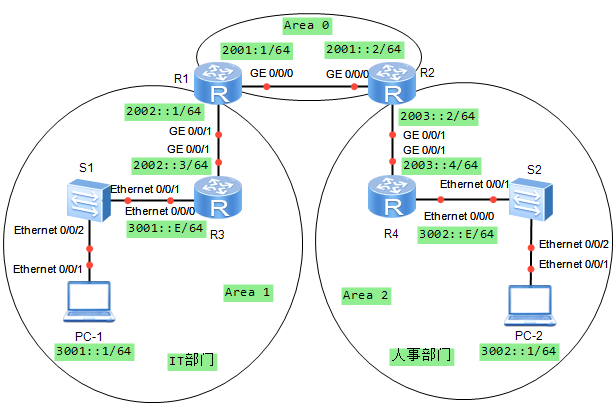 Area 0
2001:1/64
2001::2/64
R1
GE 0/0/0
GE 0/0/0
R2
2002::1/64
2003::2/64
GE 0/0/1
GE 0/0/1
GE 0/0/1
GE 0/0/1
2002::3/64
2003::4/64
S1
S2
Ethernet 0/0/1
Ethernet 0/0/1
Ethernet 0/0/0
Ethernet 0/0/0
3001::E/64
R3
R4
3002::E/64
Ethernet 0/0/2
Ethernet 0/0/2
Ethernet 0/0/1
Ethernet 0/0/1
Area 1
Area 2
PC-1
PC-2
3001::1/64
3002::1/64
IT部门
人事部门